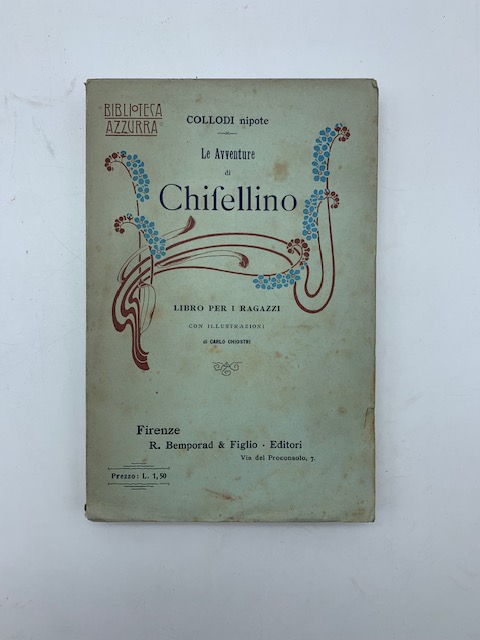 BIBLIOTECA
AZZURRA
COLLODI nipote
Le Avventure
di
Chifellino
LIBRO PER I RAGAZZI
CON ILLUSTRAZIONI
di CARLO CHIOSTRI
Firenze
R. Bemporad & Figlio - Editori
Via del Proconsolo, 7.
Prezzo: L. 1,50